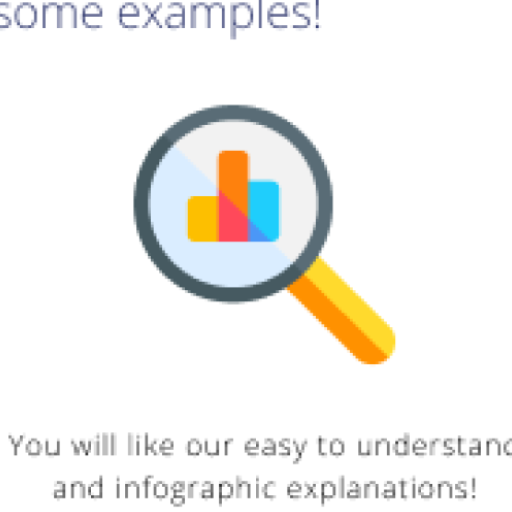 some examples!
You will like our easy to understand
and infographic explanations!